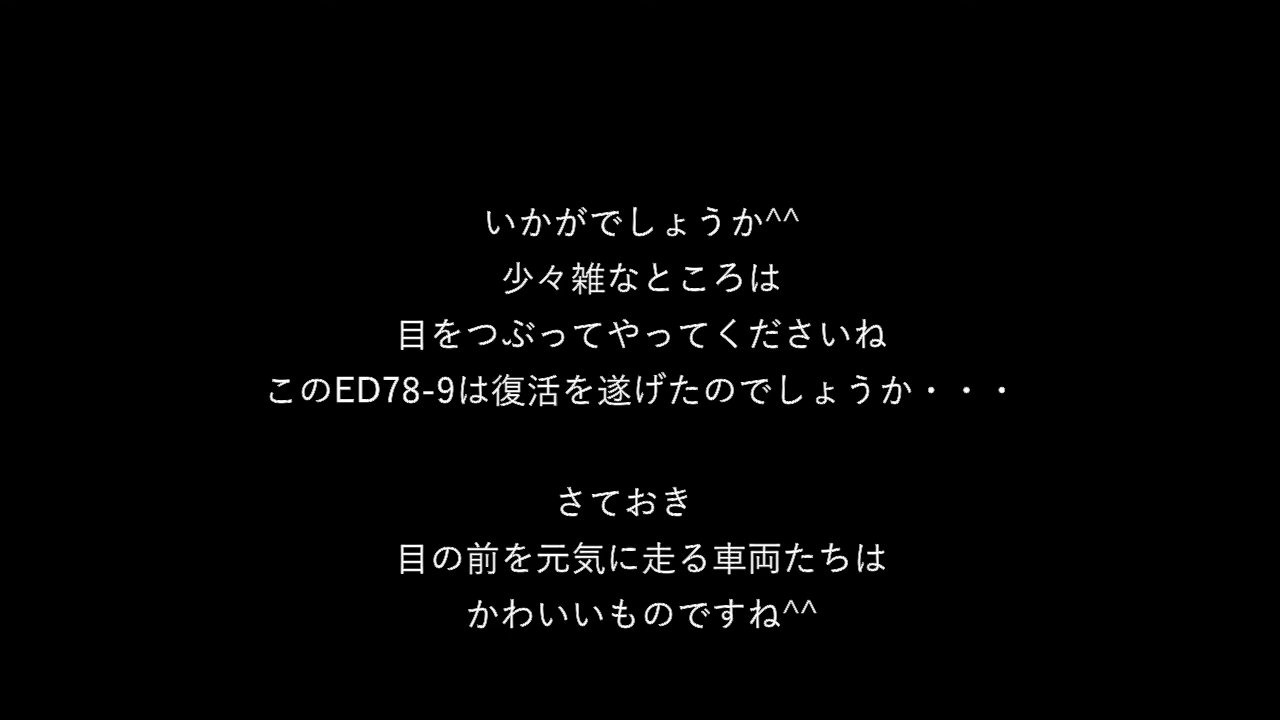 いかがでしょうか^^
少々雑なところは
目をつぶってやってくださいね
このED78-9は復活を遂げたのでしょうか・・・
さておき
目の前を元気に走る車両たちは
かわいいものですね^^